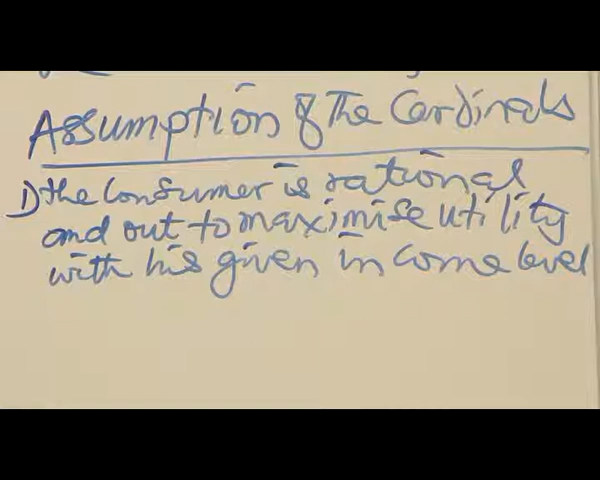 Assumption of The Cardinals
1) the consumer is rational
and out to maximise utility
with his given income level